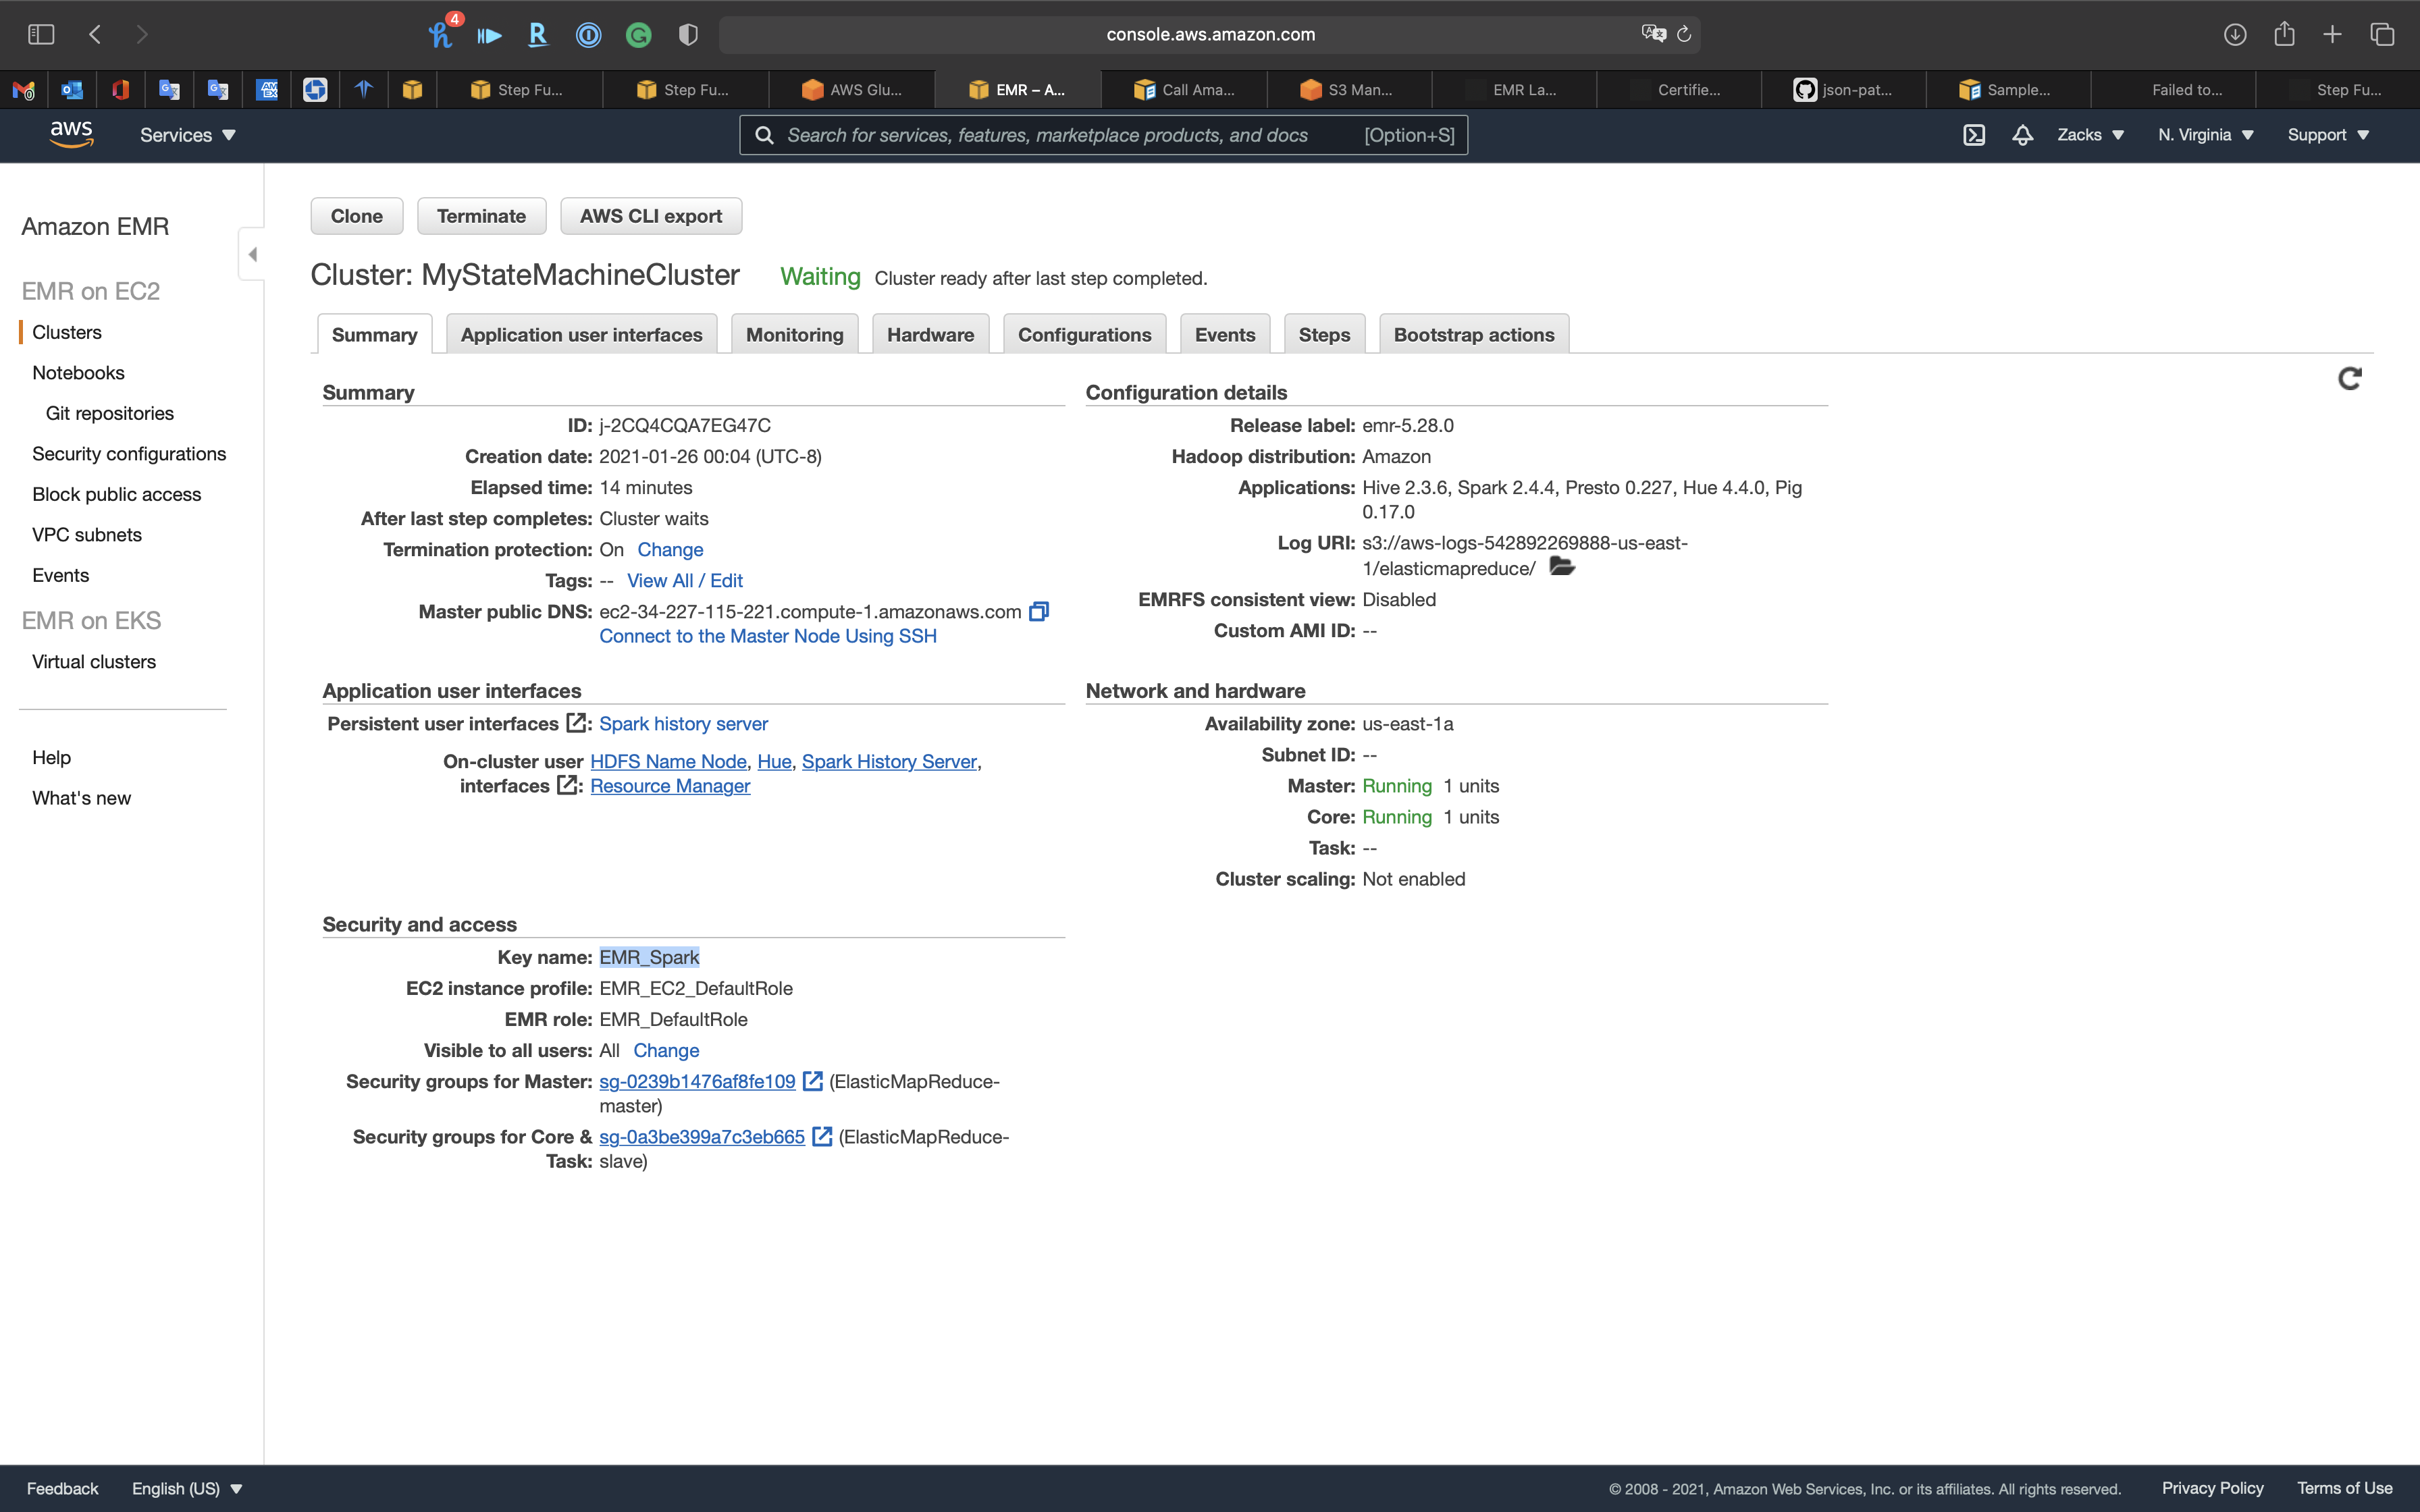 4
console.aws.amazon.com
Step Fu...
Step Fu...
AWS Glu...
EMR – A...
Call Ama...
S3 Man...
EMR La...
Certifie...
json-pat...
Sample...
Failed to...
Step Fu...
aws
Services
Search for services, features, marketplace products, and docs [Option+S]
Zacks
N. Virginia
Support
Amazon EMR
EMR on EC2
Clusters
Notebooks
Git repositories
Security configurations
Block public access
VPC subnets
Events
EMR on EKS
Virtual clusters
Help
What's new
Clone
Terminate
AWS CLI export
Cluster: MyStateMachineCluster Waiting Cluster ready after last step completed.
Summary
Application user interfaces
Monitoring
Hardware
Configurations
Events
Steps
Bootstrap actions
Summary
ID: j-2CQ4CQA7EG47C
Creation date: 2021-01-26 00:04 (UTC-8)
Elapsed time: 14 minutes
After last step completes: Cluster waits
Termination protection: On Change
Tags: -- View All / Edit
Master public DNS: ec2-34-227-115-221.compute-1.amazonaws.com
Connect to the Master Node Using SSH
Configuration details
Release label: emr-5.28.0
Hadoop distribution: Amazon
Applications: Hive 2.3.6, Spark 2.4.4, Presto 0.227, Hue 4.4.0, Pig
0.17.0
Log URI: s3://aws-logs-542892269888-us-east-
1/elasticmapreduce/
EMRFS consistent view: Disabled
Custom AMI ID: --
Application user interfaces
Persistent user interfaces : Spark history server
On-cluster user HDFS Name Node, Hue, Spark History Server,
interfaces : Resource Manager
Network and hardware
Availability zone: us-east-1a
Subnet ID: --
Master: Running 1 units
Core: Running 1 units
Task: --
Cluster scaling: Not enabled
Security and access
Key name: EMR_Spark
EC2 instance profile: EMR_EC2_DefaultRole
EMR role: EMR_DefaultRole
Visible to all users: All Change
Security groups for Master: sg-0239b1476af8fe109 (ElasticMapReduce-
master)
Security groups for Core & sg-0a3be399a7c3eb665 (ElasticMapReduce-
Task: slave)
Feedback
English (US)
© 2008 - 2021, Amazon Web Services, Inc. or its affiliates. All rights reserved.
Privacy Policy
Terms of Use